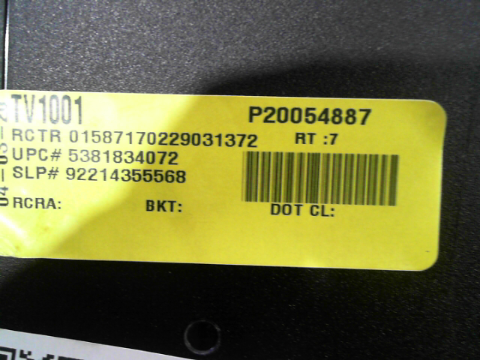 TV1001 P20054887
RCTR 01587170229031372 RT :7
UPC# 5381834072
SLP# 92214355568
RCRA: BKT: DOT CL: